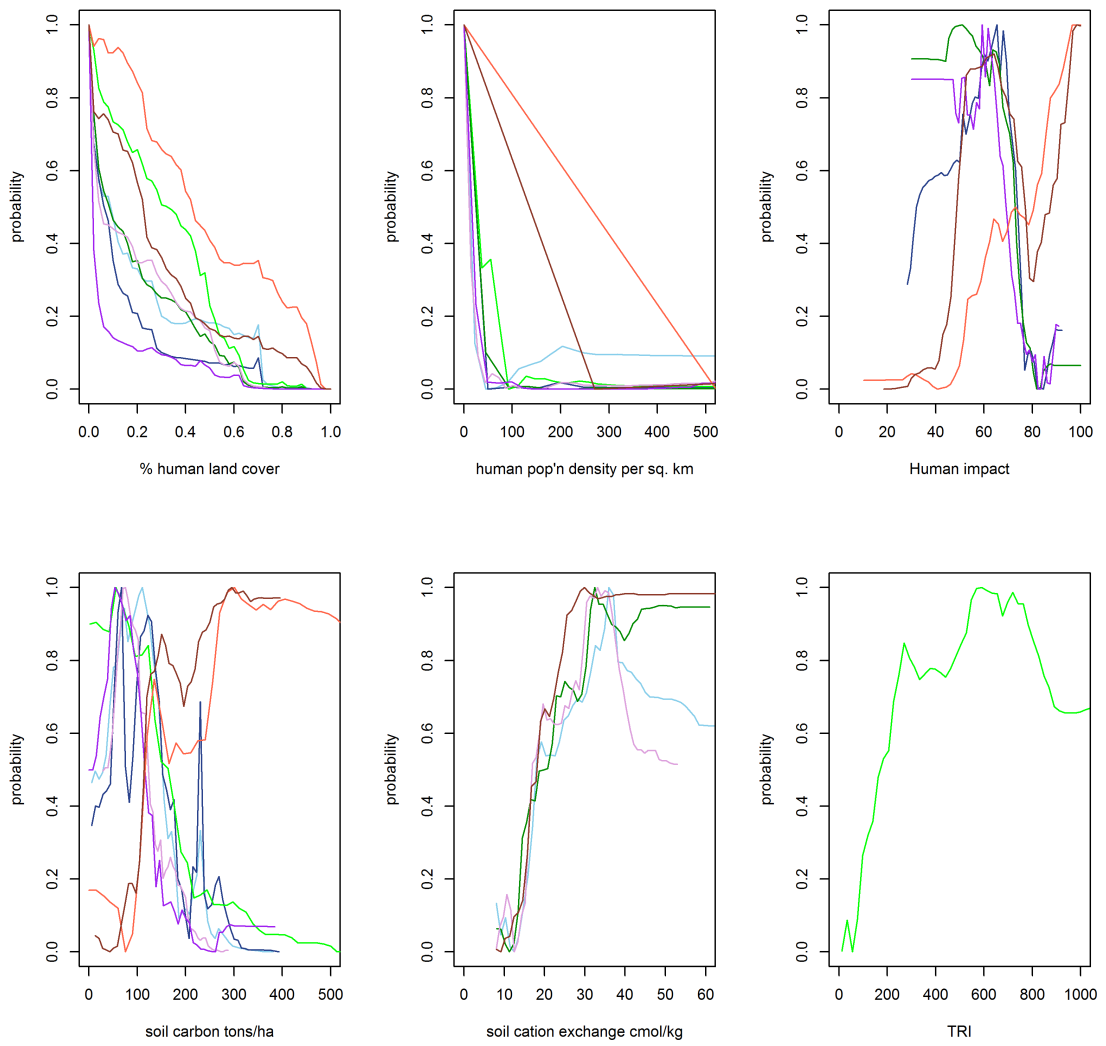 probability
0.0 0.2 0.4 0.6 0.8 1.0
0.0 0.2 0.4 0.6 0.8 1.0
% human land cover
probability
0.0 0.2 0.4 0.6 0.8 1.0
0 100 200 300 400 500
human pop'n density per sq. km
probability
0.0 0.2 0.4 0.6 0.8 1.0
0 20 40 60 80 100
Human impact
probability
0.0 0.2 0.4 0.6 0.8 1.0
0 100 200 300 400 500
soil carbon tons/ha
probability
0.0 0.2 0.4 0.6 0.8 1.0
0 10 20 30 40 50 60
soil cation exchange cmol/kg
probability
0.0 0.2 0.4 0.6 0.8 1.0
0 200 400 600 800 1000
TRI